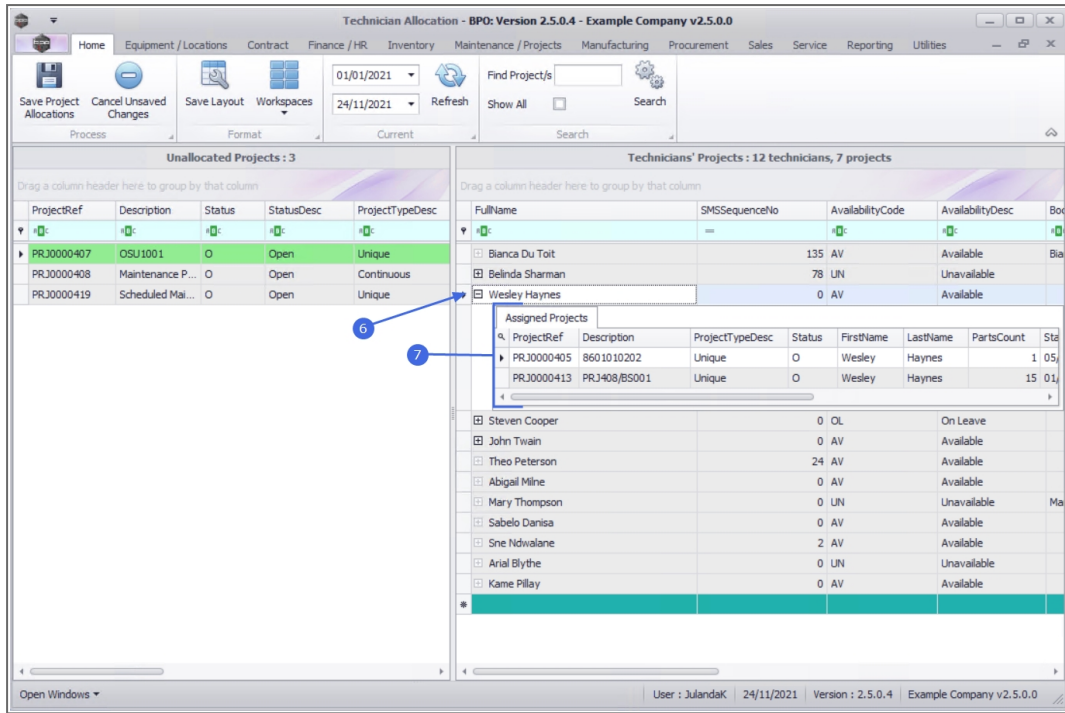 Technician Allocation - BPO: Version 2.5.0.4 - Example Company v2.5.0.0
Home Equipment / Locations Contract Finance / HR Inventory Maintenance / Projects Manufacturing Procurement Sales Service Reporting Utilities
Save Project Allocations
Cancel Unsaved Changes
Save Layout
Workspaces
01/01/2021
24/11/2021
Refresh
Find Project/s
Show All
Search
Process Format Current Search
Unallocated Projects : 3
Drag a column header here to group by that column
ProjectRef Description Status StatusDesc ProjectTypeDesc
PRJ0000407 OSU1001 O Open Unique
PRJ0000408 Maintenance P... O Open Continuous
PRJ0000419 Scheduled Mai... O Open Unique
Technicians' Projects : 12 technicians, 7 projects
Drag a column header here to group by that column
FullName SMSSequenceNo AvailabilityCode AvailabilityDesc Boo
Bianca Du Toit 135 AV Available Bia
Belinda Sharman 78 UN Unavailable
Wesley Haynes 0 AV Available
6
7
Assigned Projects
ProjectRef Description ProjectTypeDesc Status FirstName LastName PartsCount Sta
PRJ0000405 8601010202 Unique O Wesley Haynes 1 05/
PRJ0000413 PRJ408/BS001 Unique O Wesley Haynes 15 01/
Steven Cooper 0 OL On Leave
John Twain 0 AV Available
Theo Peterson 24 AV Available
Abigail Milne 0 AV Available
Mary Thompson 0 UN Unavailable Ma
Sabelo Danisa 0 AV Available
Sne Ndwalane 2 AV Available
Arial Blythe 0 UN Unavailable
Kame Pillay 0 AV Available
Open Windows
User : JulandaK 24/11/2021 Version : 2.5.0.4 Example Company v2.5.0.0